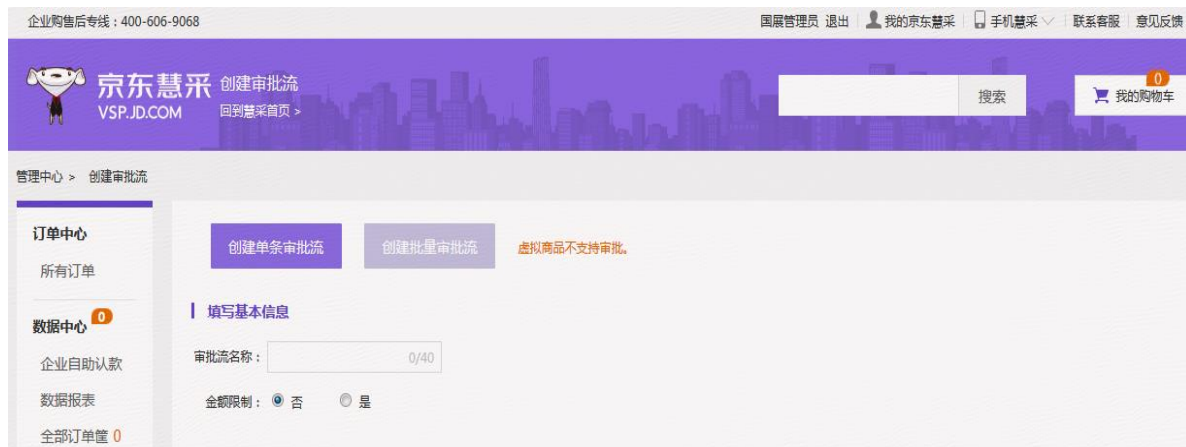 企业购售后专线：400-606-9068
国展管理员 退出 我的京东慧采 手机慧采 联系客服 意见反馈
京东慧采 创建审批流
VSP.JD.COM 回到慧采首页 >
搜索
0
我的购物车
管理中心 > 创建审批流
订单中心
所有订单
数据中心 0
企业自助认款
数据报表
全部订单筐 0
创建单条审批流 创建批量审批流 虚拟商品不支持审批。
填写基本信息
审批流名称： 0/40
金额限制： 否 是